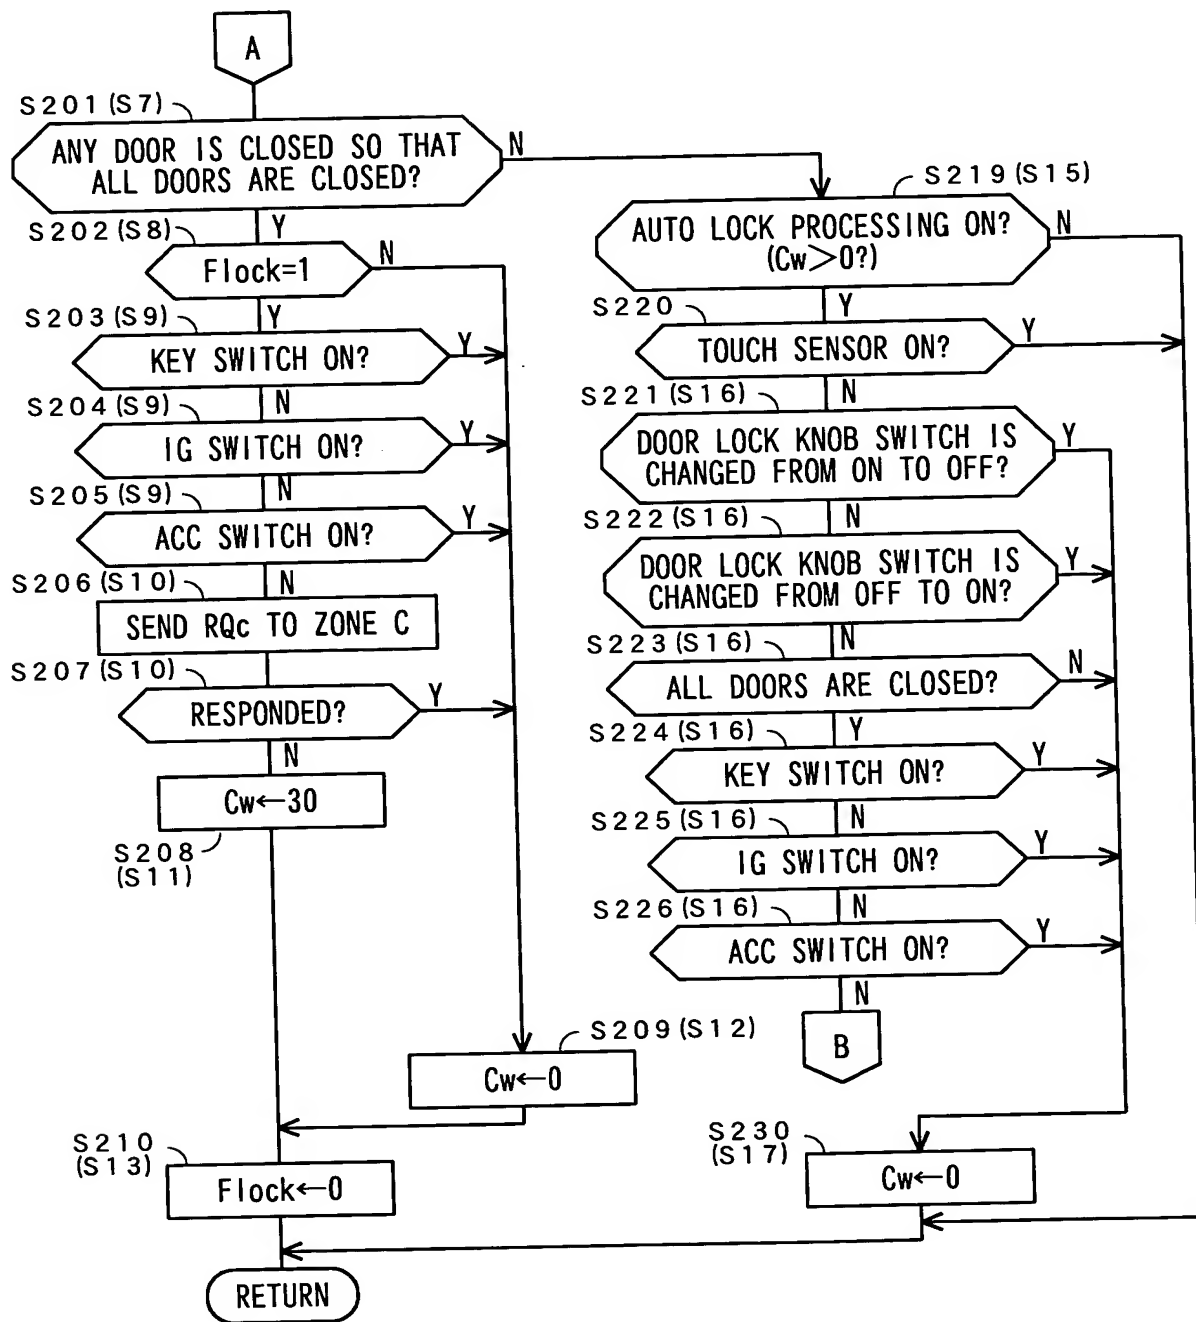 A
S201(S7)
ANY DOOR IS CLOSED SO THAT
ALL DOORS ARE CLOSED?
N
Y
S202(S8)
Flock=1
N
Y
S203(S9)
KEY SWITCH ON?
Y
N
S204(S9)
IG SWITCH ON?
Y
N
S205(S9)
ACC SWITCH ON?
Y
N
S206(S10)
SEND RQc TO ZONE C
S207(S10)
RESPONDED?
Y
N
Cw←30
S208
(S11)
S209(S12)
Cw←0
S210
(S13)
Flock←0
RETURN
S219(S15)
AUTO LOCK PROCESSING ON?
(Cw>0?)
N
Y
S220
TOUCH SENSOR ON?
Y
N
S221(S16)
DOOR LOCK KNOB SWITCH IS
CHANGED FROM ON TO OFF?
Y
N
S222(S16)
DOOR LOCK KNOB SWITCH IS
CHANGED FROM OFF TO ON?
Y
N
S223(S16)
ALL DOORS ARE CLOSED?
N
Y
S224(S16)
KEY SWITCH ON?
Y
N
S225(S16)
IG SWITCH ON?
Y
N
S226(S16)
ACC SWITCH ON?
Y
N
B
S230
(S17)
Cw←0